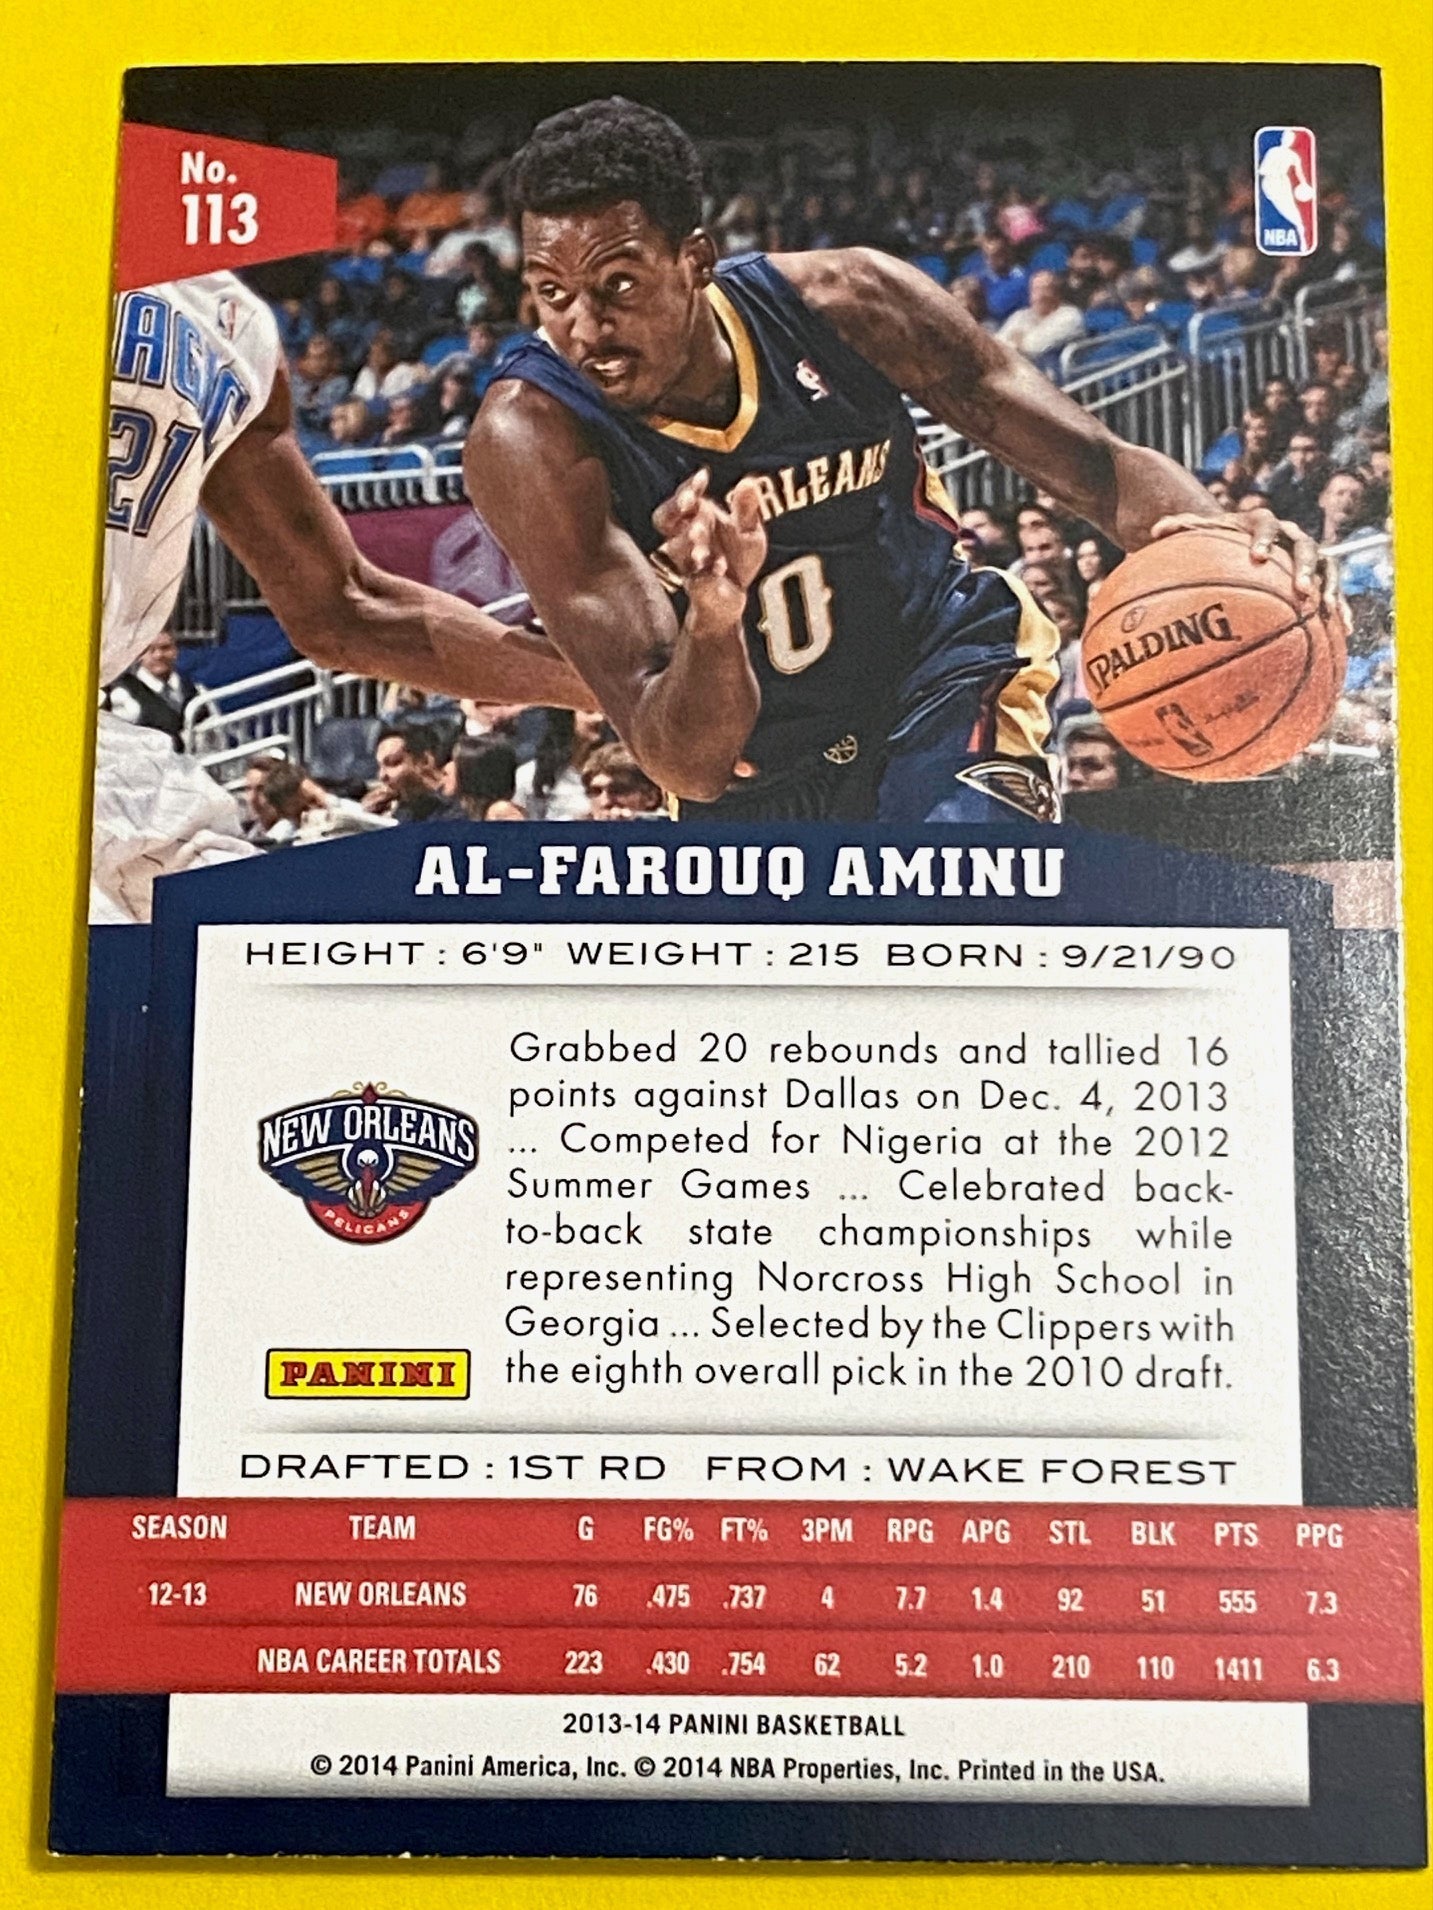 No.
113
NBA
AGIC
21
ORLEANS
0
SPALDING
AL-FAROUQ AMINU
HEIGHT : 6'9" WEIGHT : 215 BORN : 9/21/90
Grabbed 20 rebounds and tallied 16
points against Dallas on Dec. 4, 2013
... Competed for Nigeria at the 2012
Summer Games ... Celebrated back-
to-back state championships while
representing Norcross High School in
Georgia ... Selected by the Clippers with
the eighth overall pick in the 2010 draft.
NEW ORLEANS
PELICANS
PANINI
DRAFTED : 1ST RD FROM : WAKE FOREST
SEASON TEAM G FG% FT% 3PM RPG APG STL BLK PTS PPG
12-13 NEW ORLEANS 76 .475 .737 4 7.7 1.4 92 51 555 7.3
NBA CAREER TOTALS 223 .430 .754 62 5.2 1.0 210 110 1411 6.3
2013-14 PANINI BASKETBALL
© 2014 Panini America, Inc. © 2014 NBA Properties, Inc. Printed in the USA.